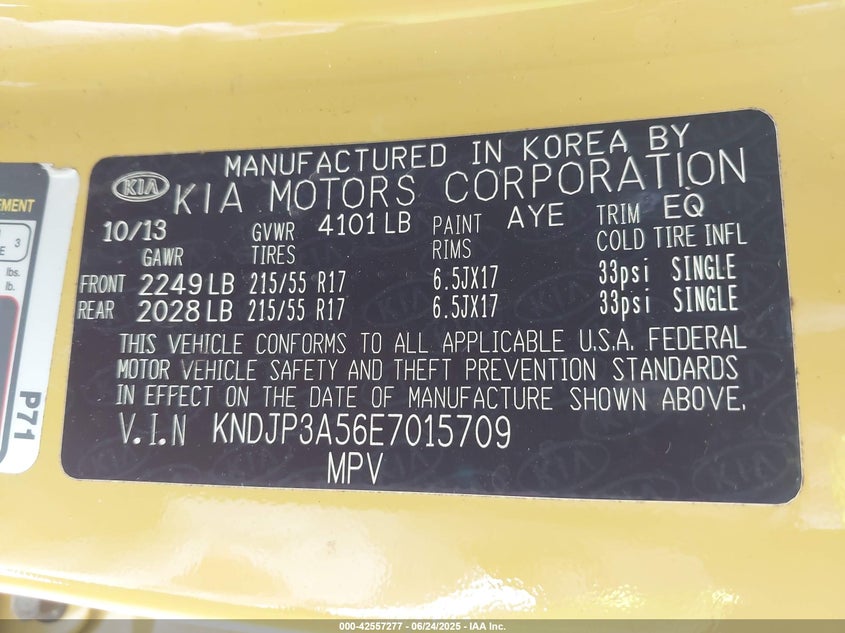 MANUFACTURED IN KOREA BY
KIA KIA MOTORS CORPORATION
10/13 GVWR 4101 LB PAINT AYE TRIM EQ
GAWR TIRES RIMS COLD TIRE INFL
FRONT 2249 LB 215/55 R17 6.5JX17 33psi SINGLE
REAR 2028 LB 215/55 R17 6.5JX17 33psi SINGLE
THIS VEHICLE CONFORMS TO ALL APPLICABLE U.S.A. FEDERAL
MOTOR VEHICLE SAFETY AND THEFT PREVENTION STANDARDS
IN EFFECT ON THE DATE OF MANUFACTURE SHOWN ABOVE.
V.I.N KNDJP3A56E7015709
MPV
3
lbs.
lb.
P71
000-42557277 - 06/24/2025 - IAA Inc.